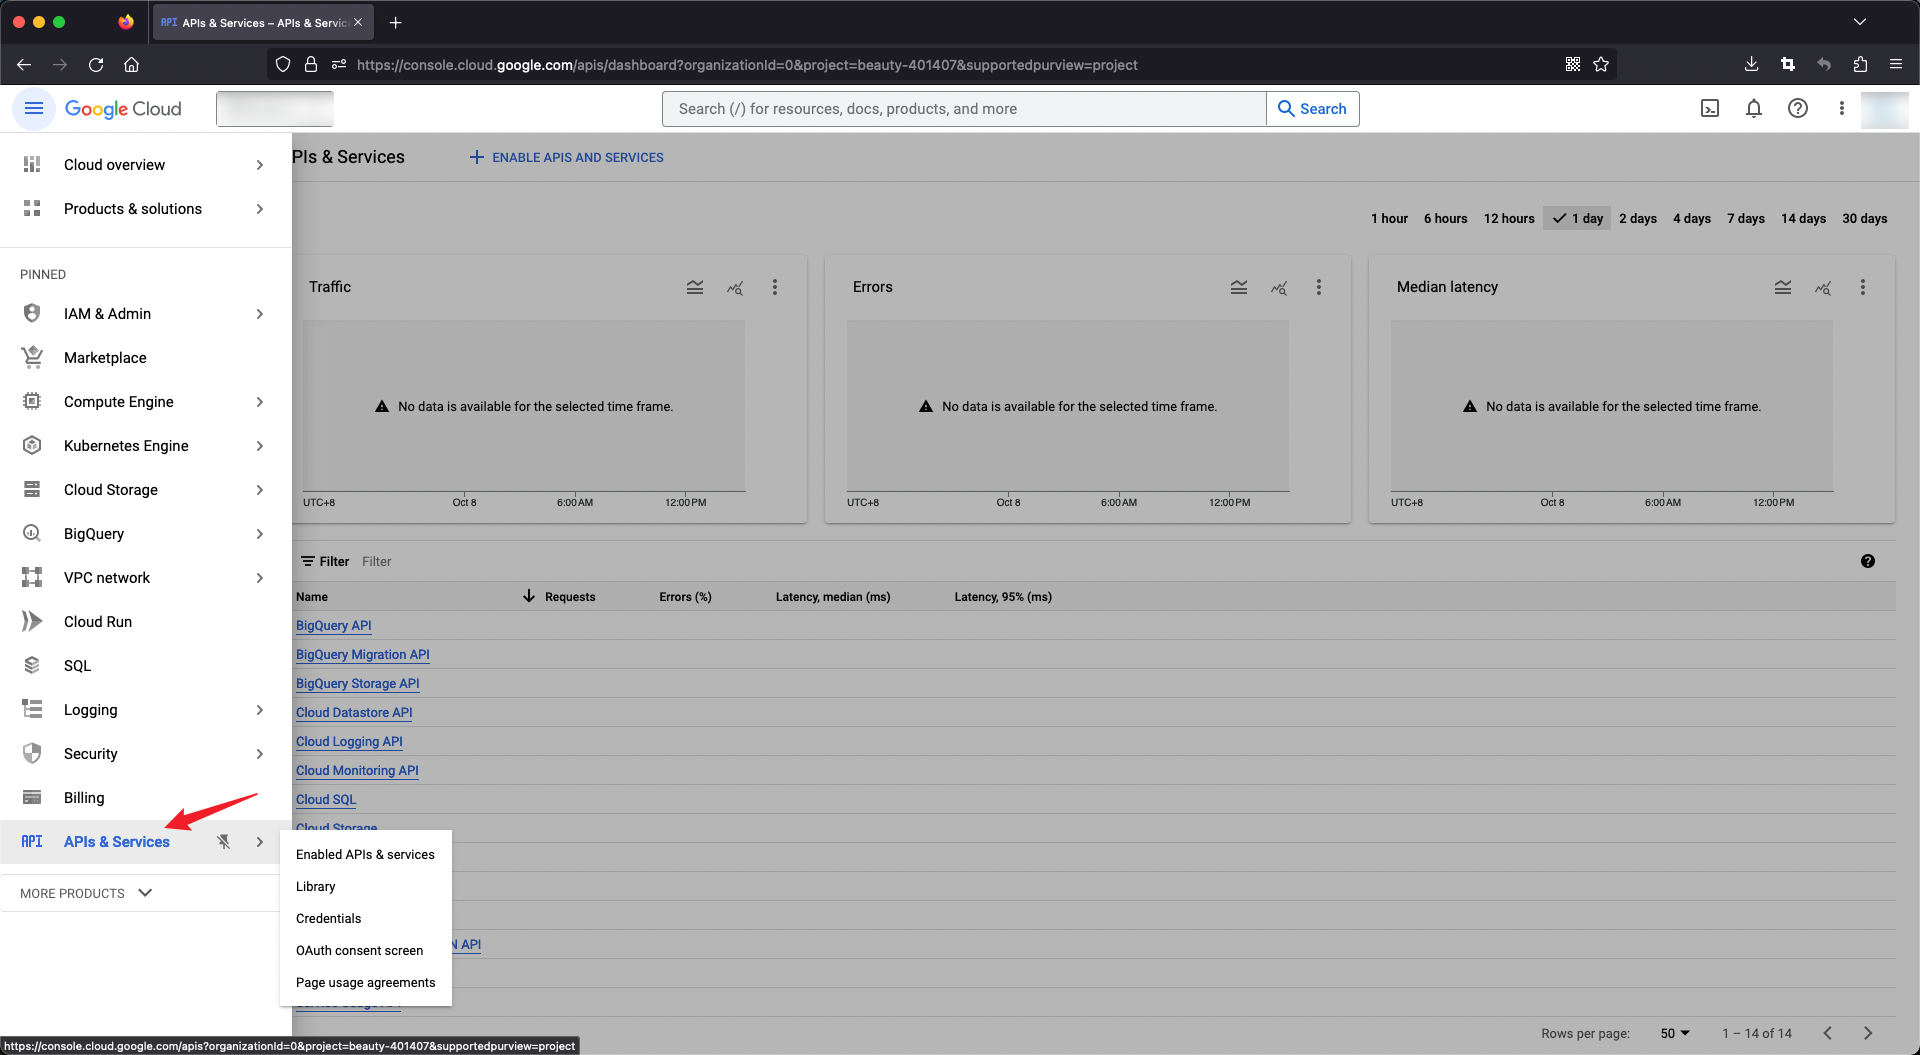 API APIs & Services – APIs & Servic
https://console.cloud.google.com/apis/dashboard?organizationId=0&project=beauty-401407&supportedpurview=project
Google Cloud
Search (/) for resources, docs, products, and more
Search
Cloud overview
Products & solutions
PINNED
IAM & Admin
Marketplace
Compute Engine
Kubernetes Engine
Cloud Storage
BigQuery
VPC network
Cloud Run
SQL
Logging
Security
Billing
API APIs & Services
MORE PRODUCTS
Enabled APIs & services
Library
Credentials
OAuth consent screen
Page usage agreements
PIs & Services
ENABLE APIS AND SERVICES
1 hour 6 hours 12 hours 1 day 2 days 4 days 7 days 14 days 30 days
Traffic
No data is available for the selected time frame.
UTC+8 Oct 8 6:00 AM 12:00 PM
Errors
No data is available for the selected time frame.
UTC+8 Oct 8 6:00 AM 12:00 PM
Median latency
No data is available for the selected time frame.
UTC+8 Oct 8 6:00 AM 12:00 PM
Filter Filter
Name Requests Errors (%) Latency, median (ms) Latency, 95% (ms)
BigQuery API
BigQuery Migration API
BigQuery Storage API
Cloud Datastore API
Cloud Logging API
Cloud Monitoring API
Cloud SQL
Cloud Storage
N API
Rows per page: 50 1 – 14 of 14
https://console.cloud.google.com/apis?organizationId=0&project=beauty-401407&supportedpurview=project